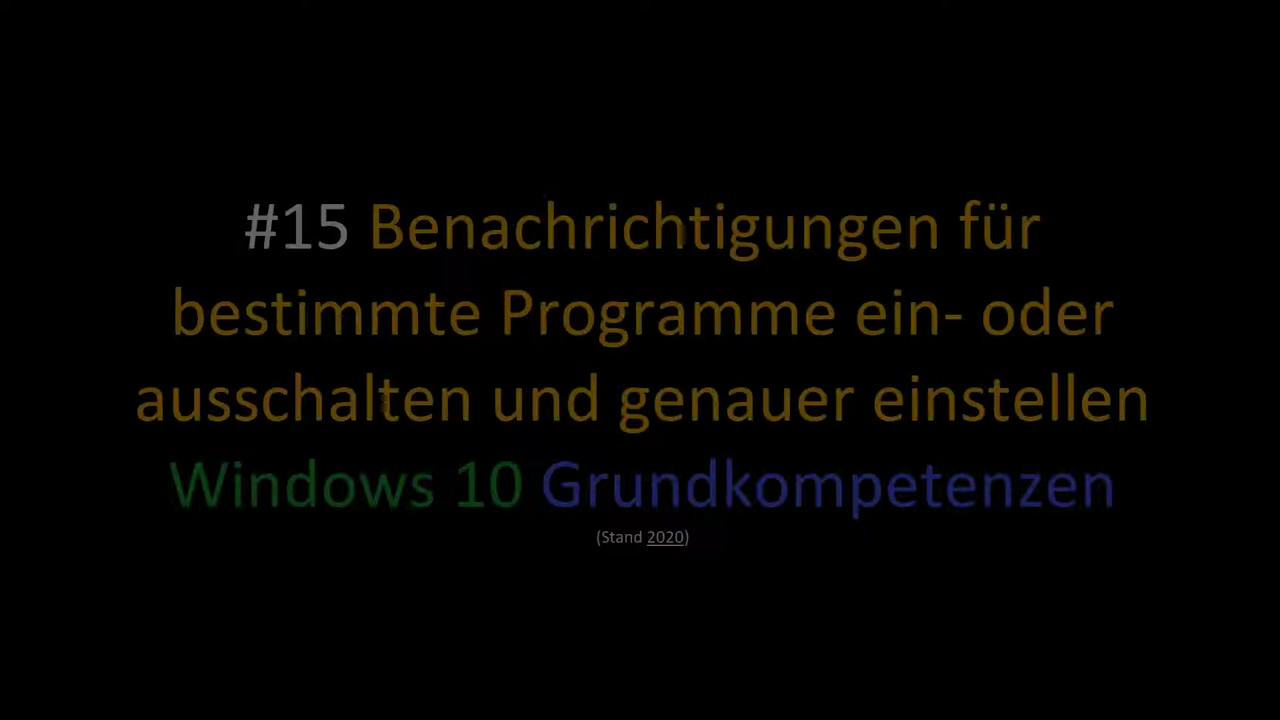 #15 Benachrichtigungen für
bestimmte Programme ein- oder
ausschalten und genauer einstellen
Windows 10 Grundkompetenzen
(Stand 2020)